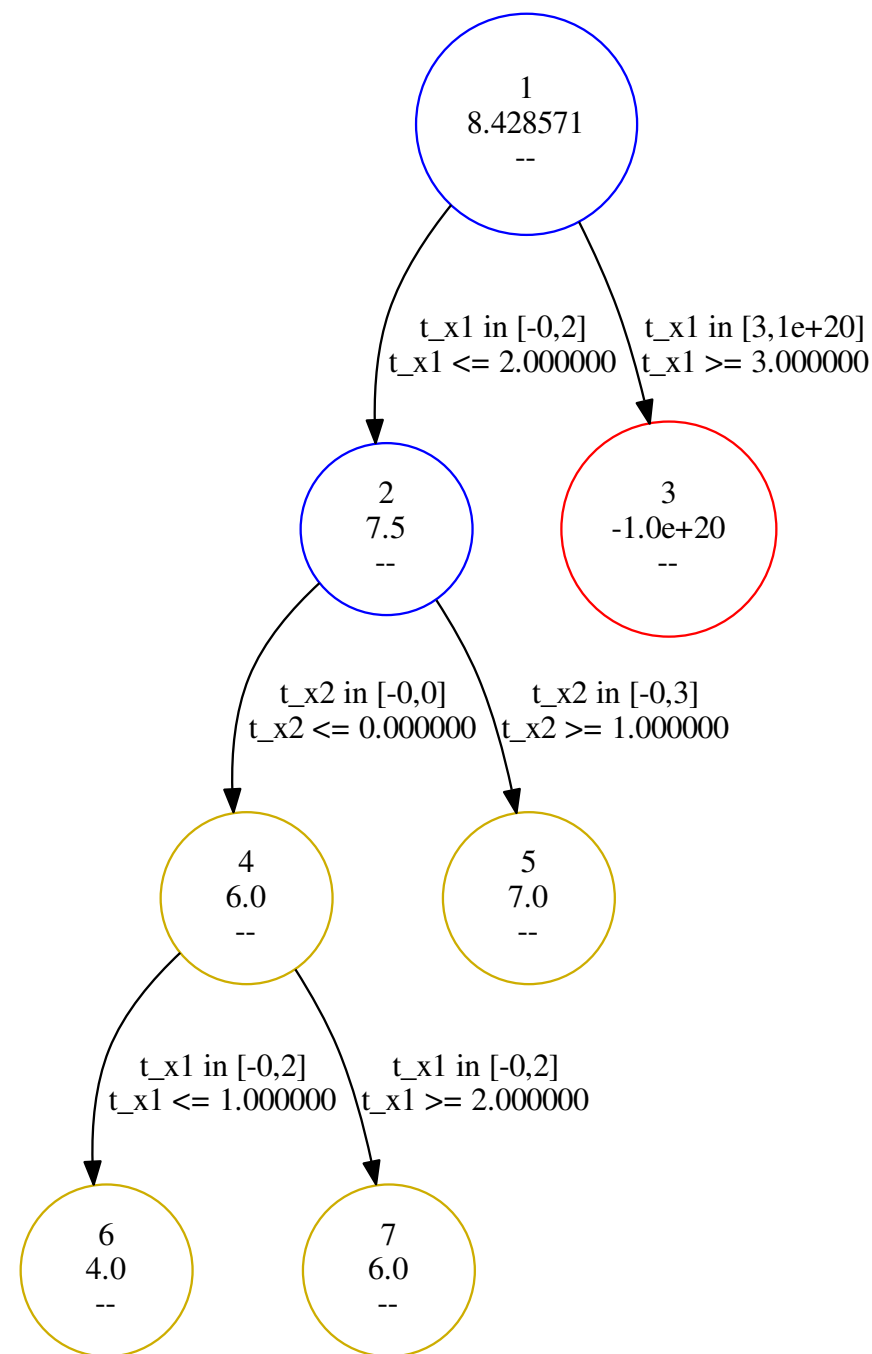 1
8.428571
--
t_x1 in [-0,2]
t_x1 <= 2.000000
t_x1 in [3,1e+20]
t_x1 >= 3.000000
2
7.5
--
3
-1.0e+20
--
t_x2 in [-0,0]
t_x2 <= 0.000000
t_x2 in [-0,3]
t_x2 >= 1.000000
4
6.0
--
5
7.0
--
t_x1 in [-0,2]
t_x1 <= 1.000000
t_x1 in [-0,2]
t_x1 >= 2.000000
6
4.0
--
7
6.0
--